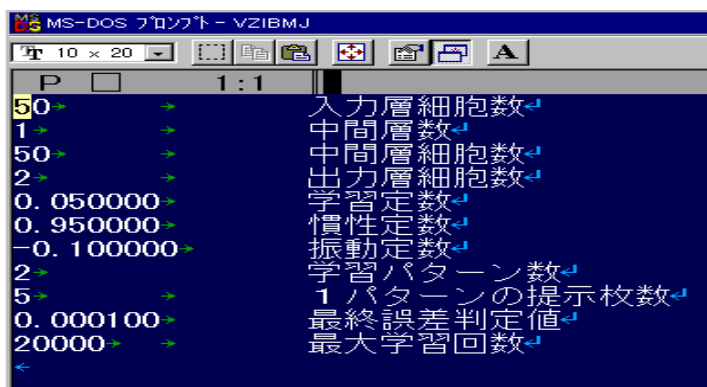 MS-DOS プロンプト - VZIBMJ
10 × 20
A
P 1:1
50 入力層細胞数
1 中間層数
50 中間層細胞数
2 出力層細胞数
0.050000 学習定数
0.950000 慣性定数
-0.100000 振動定数
2 学習パターン数
5 1パターンの提示枚数
0.000100 最終誤差判定値
20000 最大学習回数